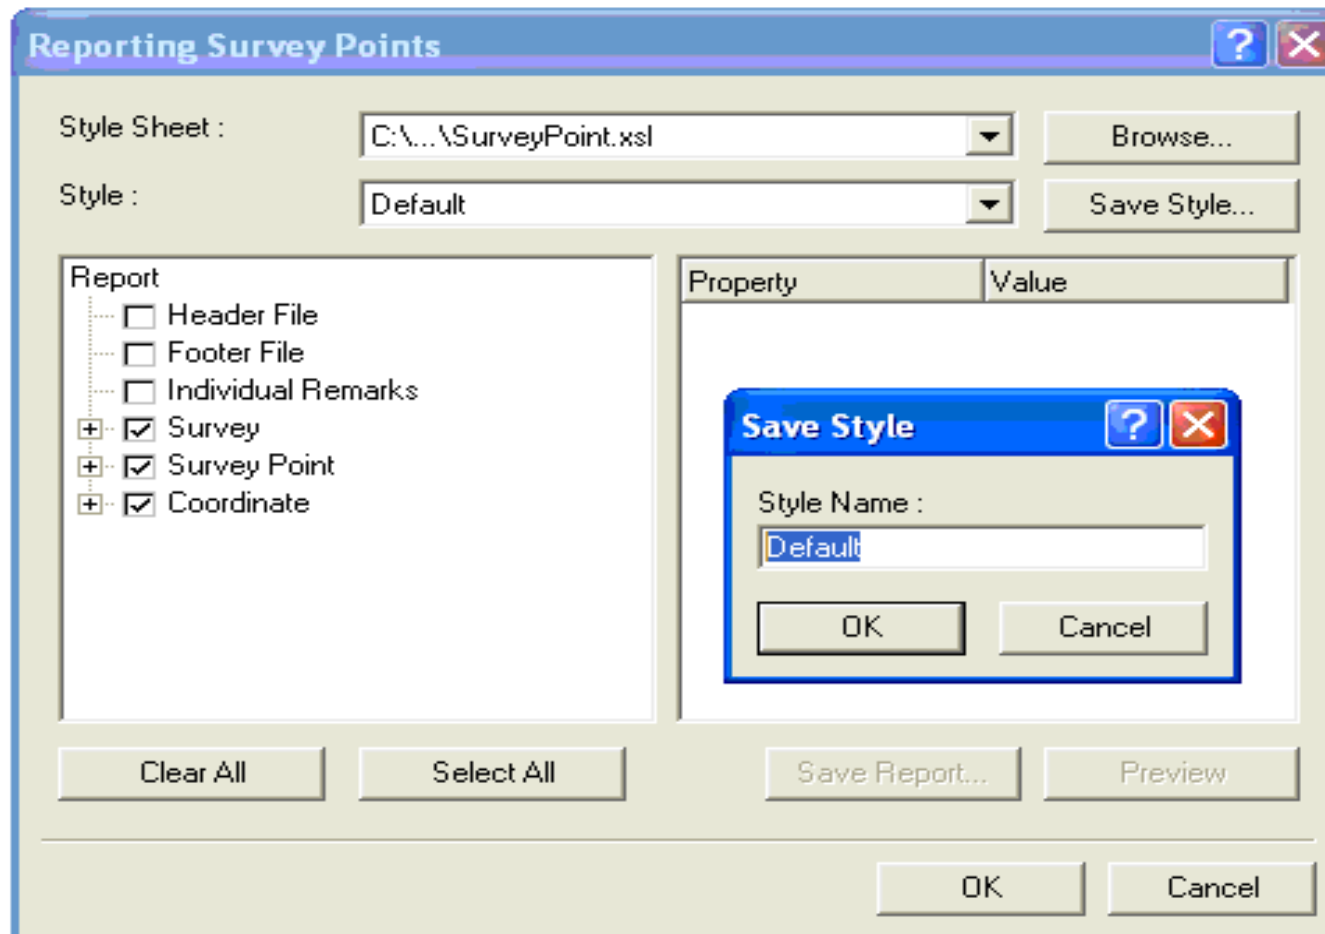 Reporting Survey Points
Style Sheet :
C:\...\SurveyPoint.xsl
Browse...
Style :
Default
Save Style...
Report
Header File
Footer File
Individual Remarks
Survey
Survey Point
Coordinate
Property
Value
Save Style
Style Name :
Default
OK
Cancel
Clear All
Select All
Save Report...
Preview
OK
Cancel